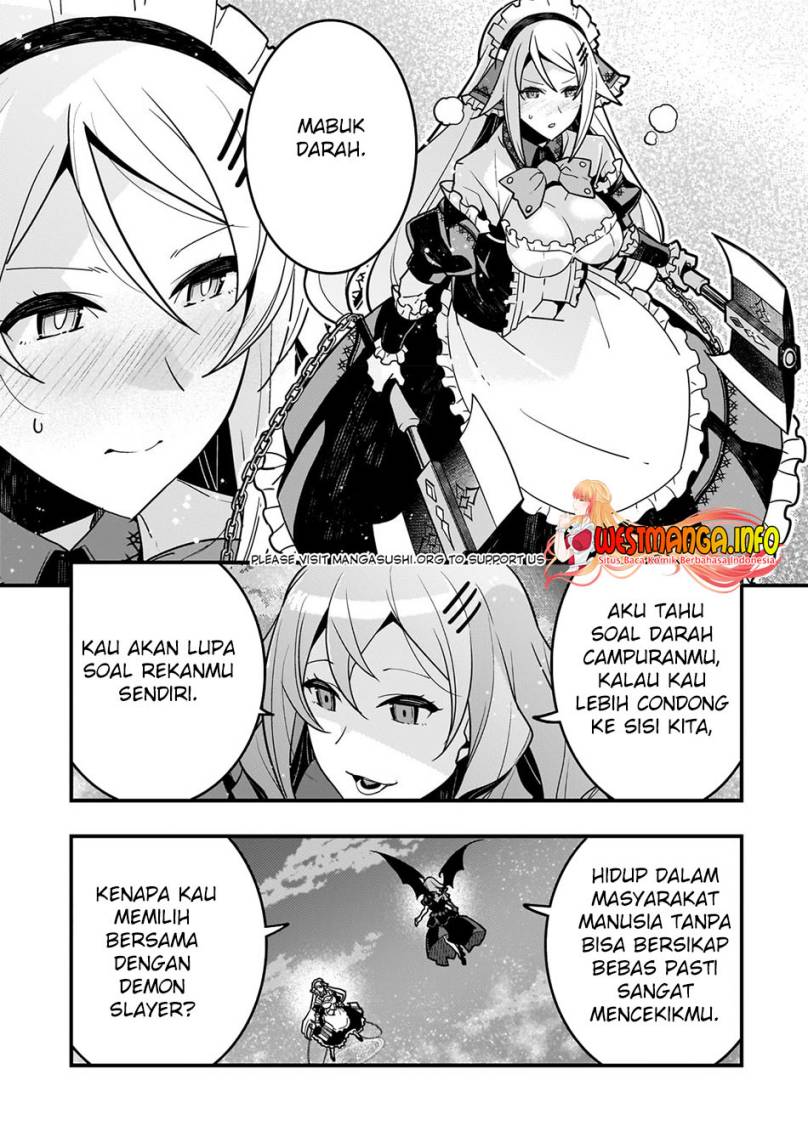 MABUK
DARAH.
PLEASE VISIT MANGASUSHI.ORG TO SUPPORT US
WESTMANGA.INFO
Situs Baca Komik Berbahasa Indonesia
AKU TAHU
SOAL DARAH
CAMPURANMU,
KALAU KAU
LEBIH CONDONG
KE SISI KITA,
KAU AKAN LUPA
SOAL REKANMU
SENDIRI.
HIDUP DALAM
MASYARAKAT
MANUSIA TANPA
BISA BERSIKAP
BEBAS PASTI
SANGAT
MENCEKIKMU.
KENAPA KAU
MEMILIH
BERSAMA
DENGAN
DEMON
SLAYER?